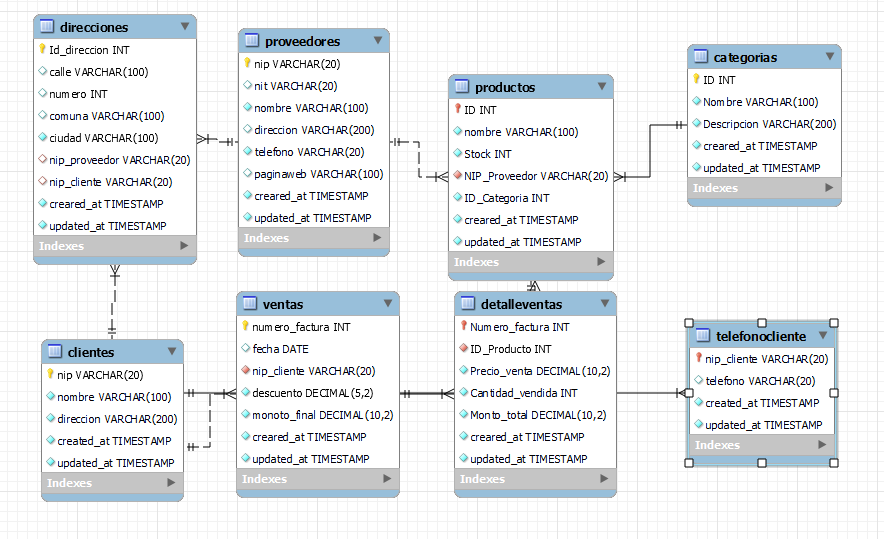 direcciones
Id_direccion INT
calle VARCHAR(100)
numero INT
comuna VARCHAR(100)
ciudad VARCHAR(100)
nip_proveedor VARCHAR(20)
nip_cliente VARCHAR(20)
creared_at TIMESTAMP
updated_at TIMESTAMP
Indexes
proveedores
nip VARCHAR(20)
nit VARCHAR(20)
nombre VARCHAR(100)
direccion VARCHAR(200)
telefono VARCHAR(20)
paginaweb VARCHAR(100)
creared_at TIMESTAMP
updated_at TIMESTAMP
Indexes
productos
ID INT
nombre VARCHAR(100)
Stock INT
NIP_Proveedor VARCHAR(20)
ID_Categoria INT
creared_at TIMESTAMP
updated_at TIMESTAMP
Indexes
categorias
ID INT
Nombre VARCHAR(100)
Descripcion VARCHAR(200)
creared_at TIMESTAMP
updated_at TIMESTAMP
Indexes
clientes
nip VARCHAR(20)
nombre VARCHAR(100)
direccion VARCHAR(200)
created_at TIMESTAMP
updated_at TIMESTAMP
Indexes
ventas
numero_factura INT
fecha DATE
nip_cliente VARCHAR(20)
descuento DECIMAL(5,2)
monoto_final DECIMAL(10,2)
creared_at TIMESTAMP
updated_at TIMESTAMP
Indexes
detalleventas
Numero_factura INT
ID_Producto INT
Precio_venta DECIMAL(10,2)
Cantidad_vendida INT
Monto_total DECIMAL(10,2)
creared_at TIMESTAMP
updated_at TIMESTAMP
Indexes
telefonocliente
nip_cliente VARCHAR(20)
telefono VARCHAR(20)
created_at TIMESTAMP
updated_at TIMESTAMP
Indexes